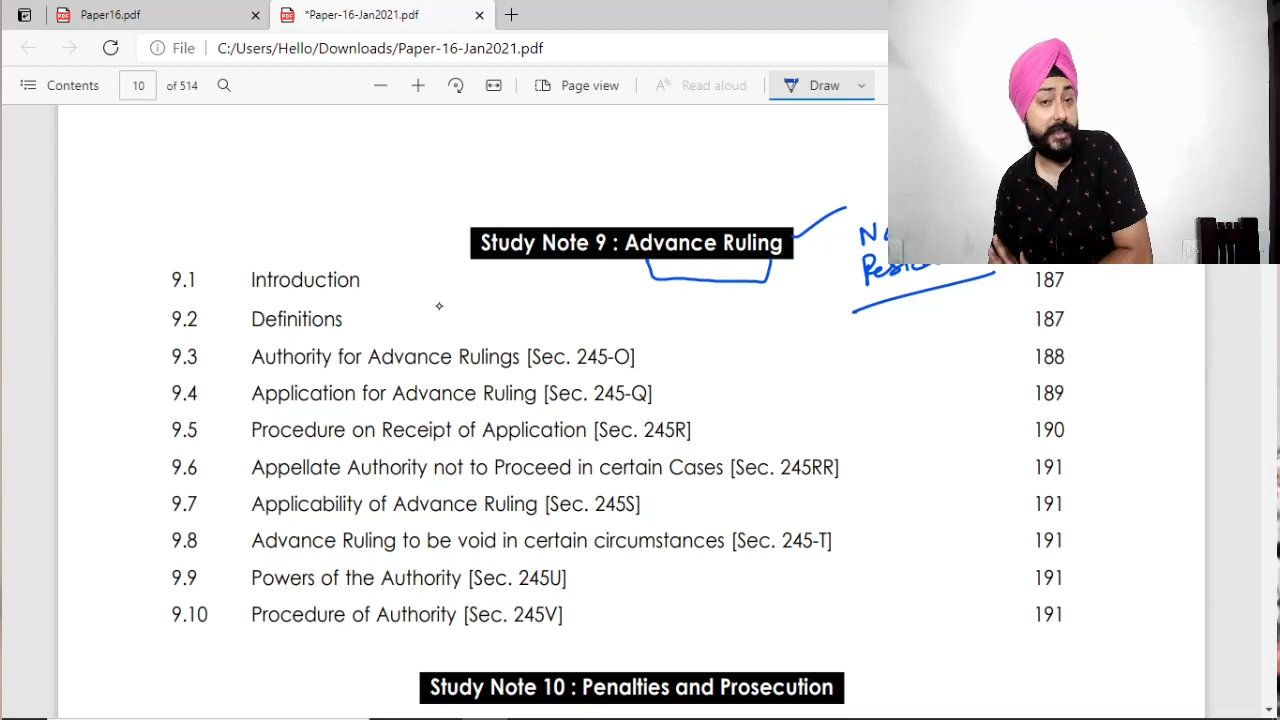 Paper16.pdf
*Paper-16-Jan2021.pdf
File C:/Users/Hello/Downloads/Paper-16-Jan2021.pdf
Contents 10 of 514 Page view Read aloud Draw
Study Note 9 : Advance Ruling
9.1 Introduction 187
9.2 Definitions 187
9.3 Authority for Advance Rulings [Sec. 245-O] 188
9.4 Application for Advance Ruling [Sec. 245-Q] 189
9.5 Procedure on Receipt of Application [Sec. 245R] 190
9.6 Appellate Authority not to Proceed in certain Cases [Sec. 245RR] 191
9.7 Applicability of Advance Ruling [Sec. 245S] 191
9.8 Advance Ruling to be void in certain circumstances [Sec. 245-T] 191
9.9 Powers of the Authority [Sec. 245U] 191
9.10 Procedure of Authority [Sec. 245V] 191
Study Note 10 : Penalties and Prosecution